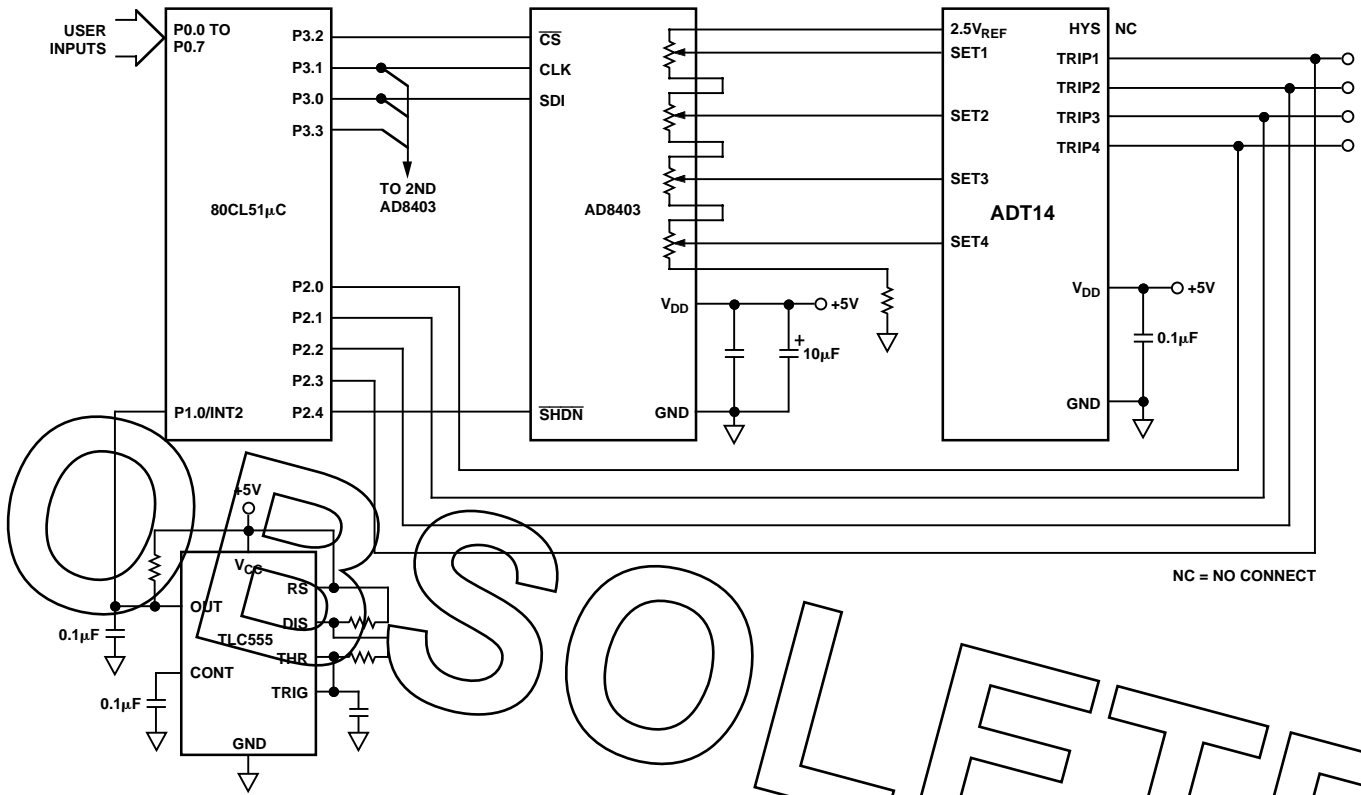 USER
INPUTS
P0.0 TO
P0.7
P3.2
P3.1
P3.0
P3.3
TO 2ND
AD8403
80CL51µC
P2.0
P2.1
P2.2
P2.3
P2.4
P1.0/INT2
CS
CLK
SDI
AD8403
VDD
+5V
10µF
+
GND
SHDN
2.5VREF
SET1
SET2
SET3
SET4
HYS NC
TRIP1
TRIP2
TRIP3
TRIP4
ADT14
VDD
+5V
0.1µF
GND
NC = NO CONNECT
+5V
VCC
RS
OUT
DIS
TLC555
THR
0.1µF
CONT
TRIG
0.1µF
GND
OBSOLETE